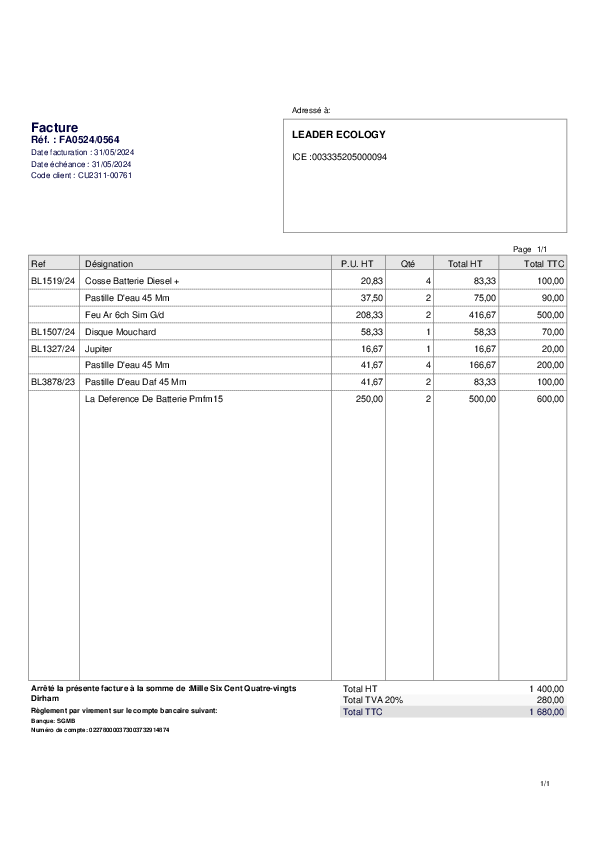 Adressé à:
Facture
Réf. : FA0524/0564
Date facturation : 31/05/2024
Date échéance : 31/05/2024
Code client : CU2311-00761
LEADER ECOLOGY
ICE :003335205000094
Page 1/1
Ref Désignation P.U. HT Qté Total HT Total TTC
BL1519/24 Cosse Batterie Diesel + 20,83 4 83,33 100,00
Pastille D'eau 45 Mm 37,50 2 75,00 90,00
Feu Ar 6ch Sim G/d 208,33 2 416,67 500,00
BL1507/24 Disque Mouchard 58,33 1 58,33 70,00
BL1327/24 Jupiter 16,67 1 16,67 20,00
Pastille D'eau 45 Mm 41,67 4 166,67 200,00
BL3878/23 Pastille D'eau Daf 45 Mm 41,67 2 83,33 100,00
La Deference De Batterie Pmfm15 250,00 2 500,00 600,00
Arrêté la présente facture à la somme de :Mille Six Cent Quatre-vingts
Dirham
Règlement par virement sur le compte bancaire suivant:
Banque: SGMB
Numéro de compte: 022780000373003732914874
Total HT 1 400,00
Total TVA 20% 280,00
Total TTC 1 680,00
1/1